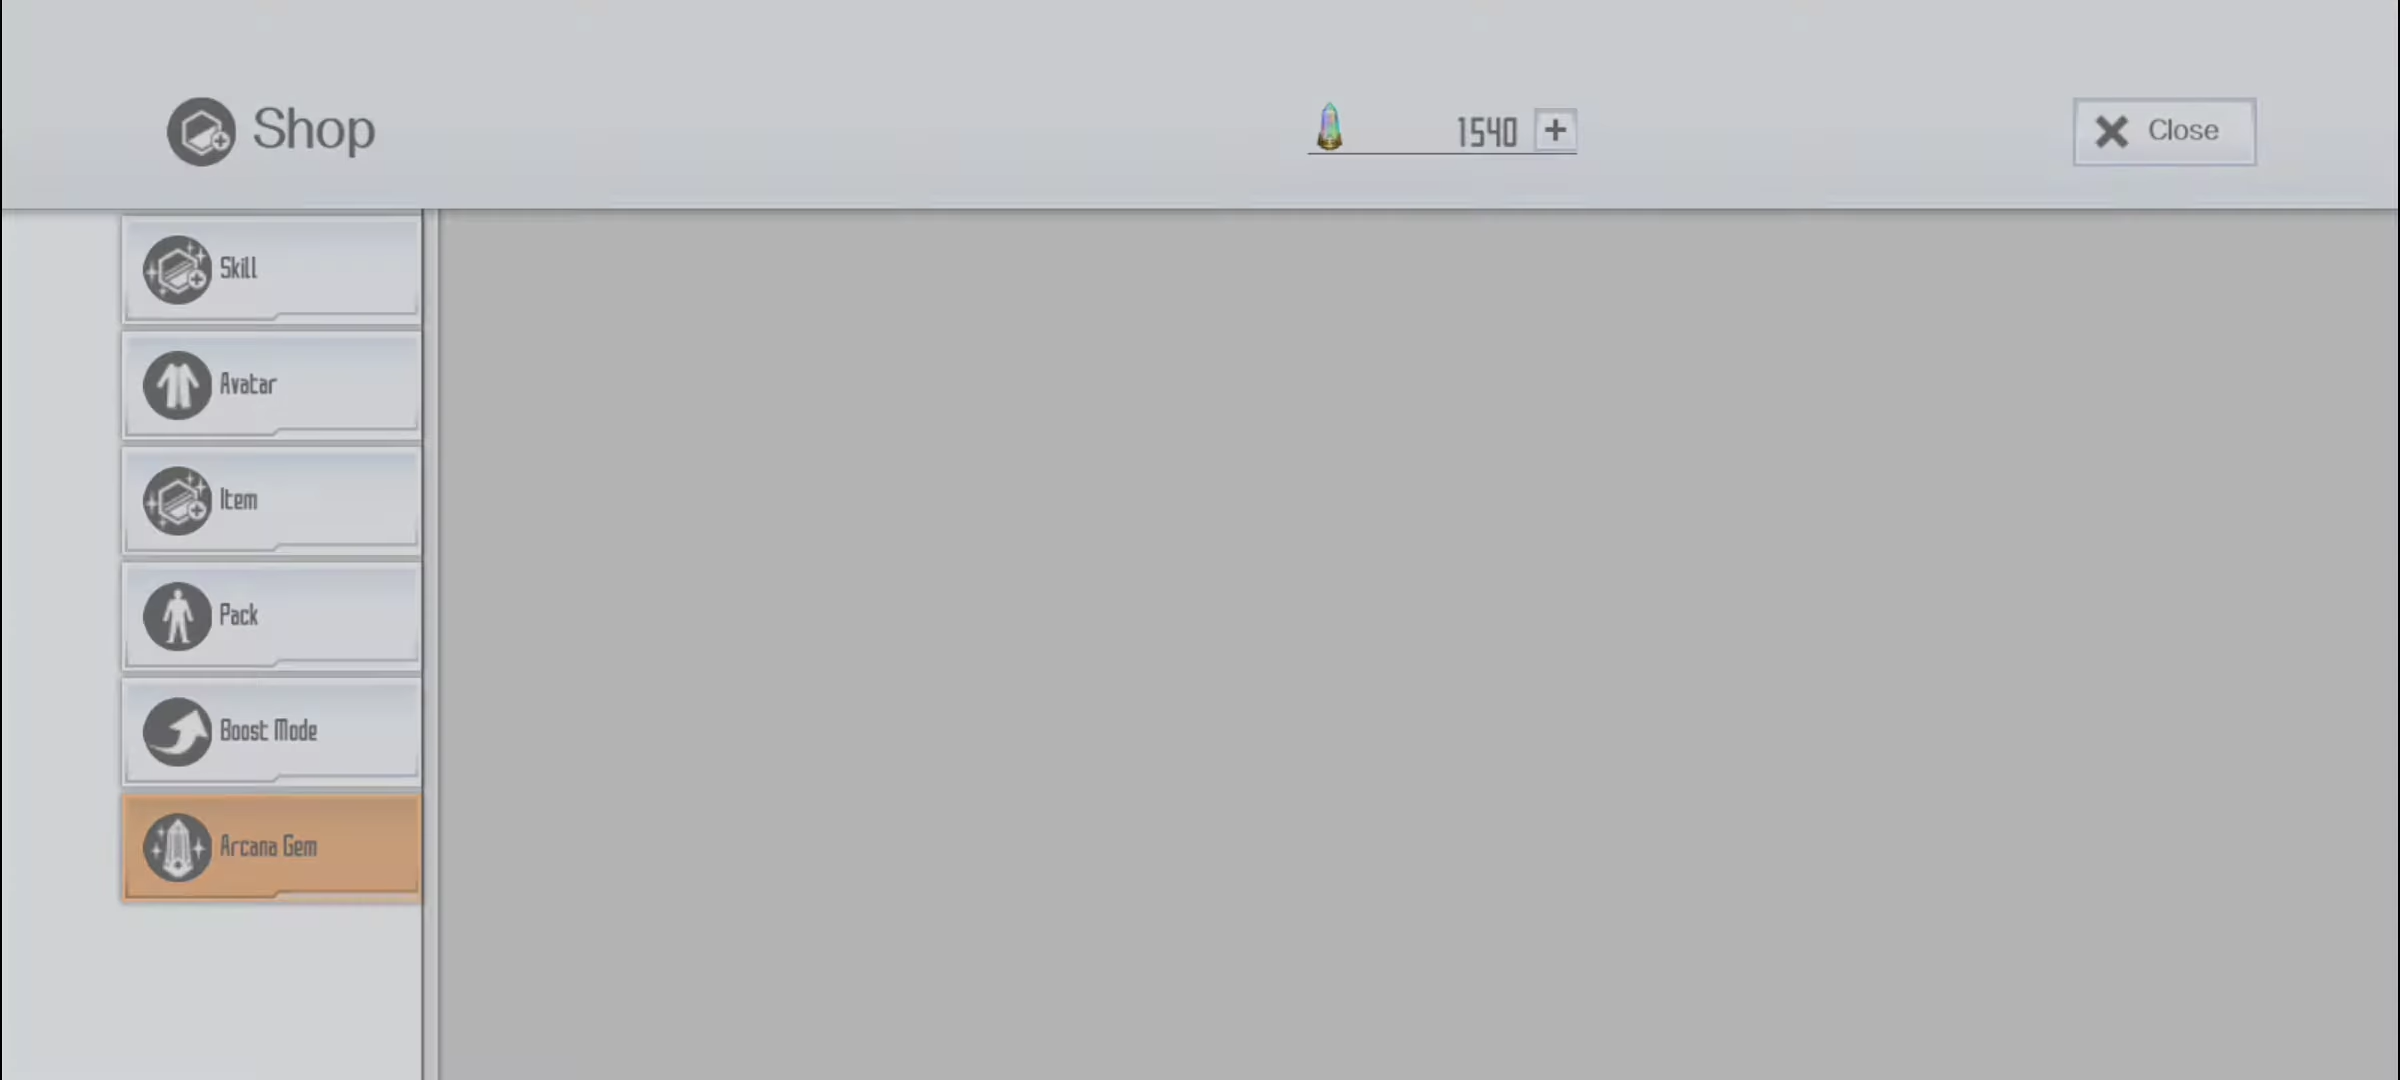 Shop
1540
Close
Skill
Avatar
Item
Pack
Boost Mode
Arcana Gem